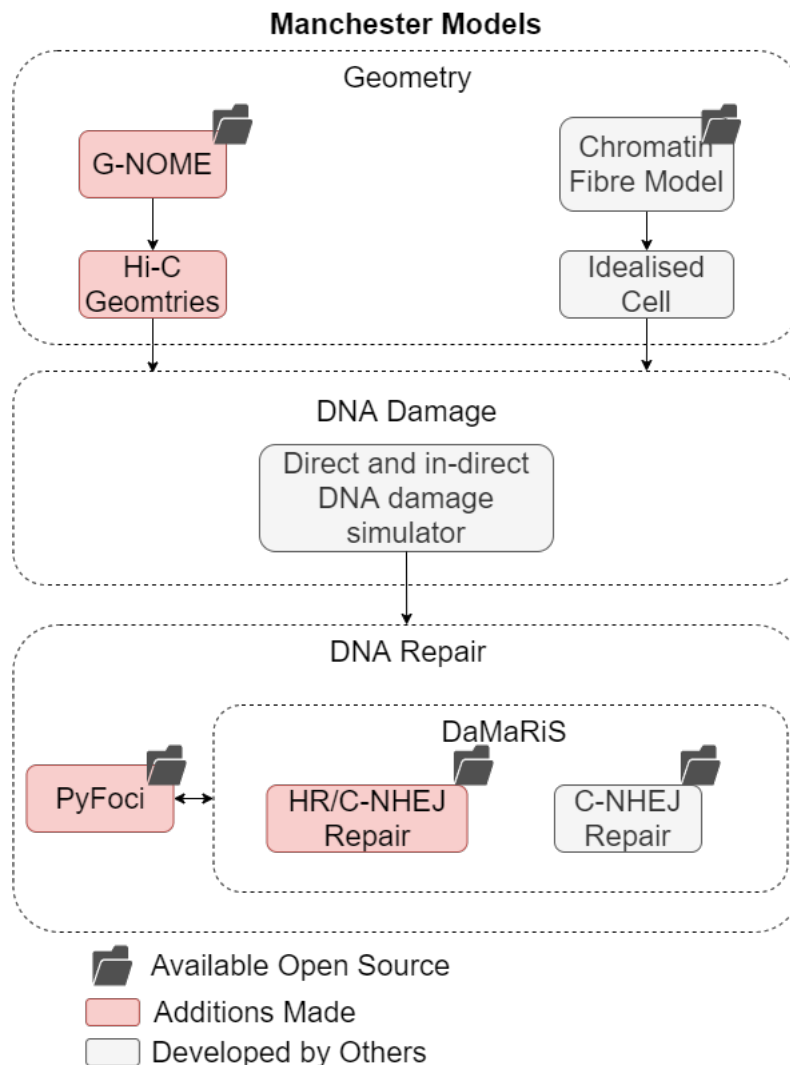 Manchester Models
Geometry
G-NOME
Chromatin
Fibre Model
Hi-C
Geomtries
Idealised
Cell
DNA Damage
Direct and in-direct
DNA damage
simulator
DNA Repair
DaMaRiS
PyFoci
HR/C-NHEJ
Repair
C-NHEJ
Repair
Available Open Source
Additions Made
Developed by Others